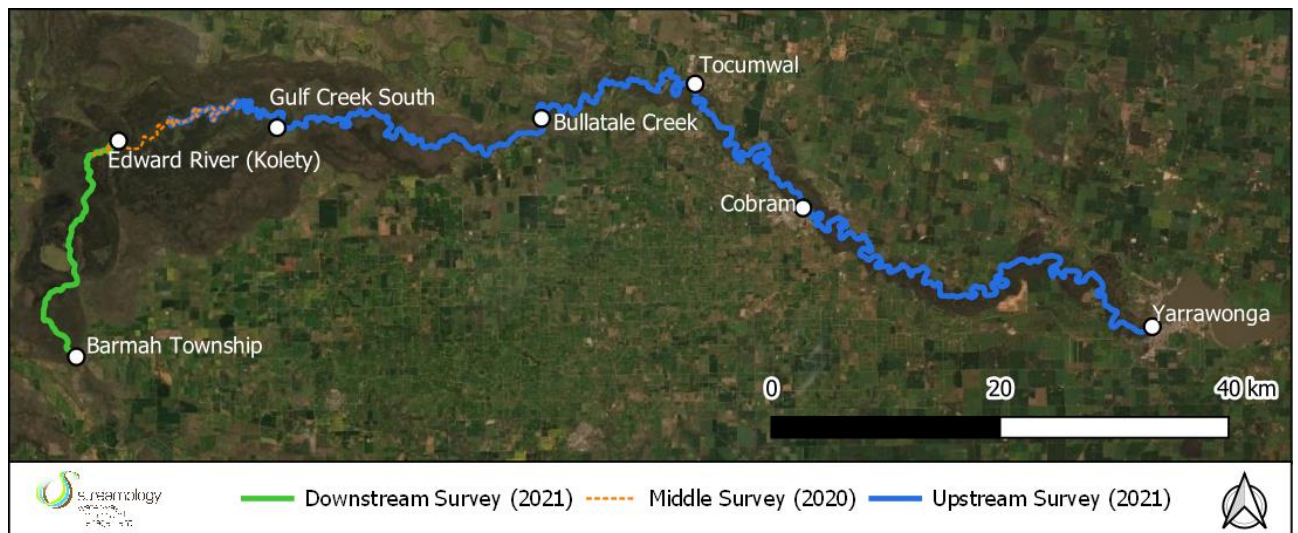 Tocumwal
Gulf Creek South
Bullatale Creek
Edward River (Kolety)
Cobram
Yarrawonga
Barmah Township
0 20 40 km
streamology
Downstream Survey (2021) Middle Survey (2020) Upstream Survey (2021)